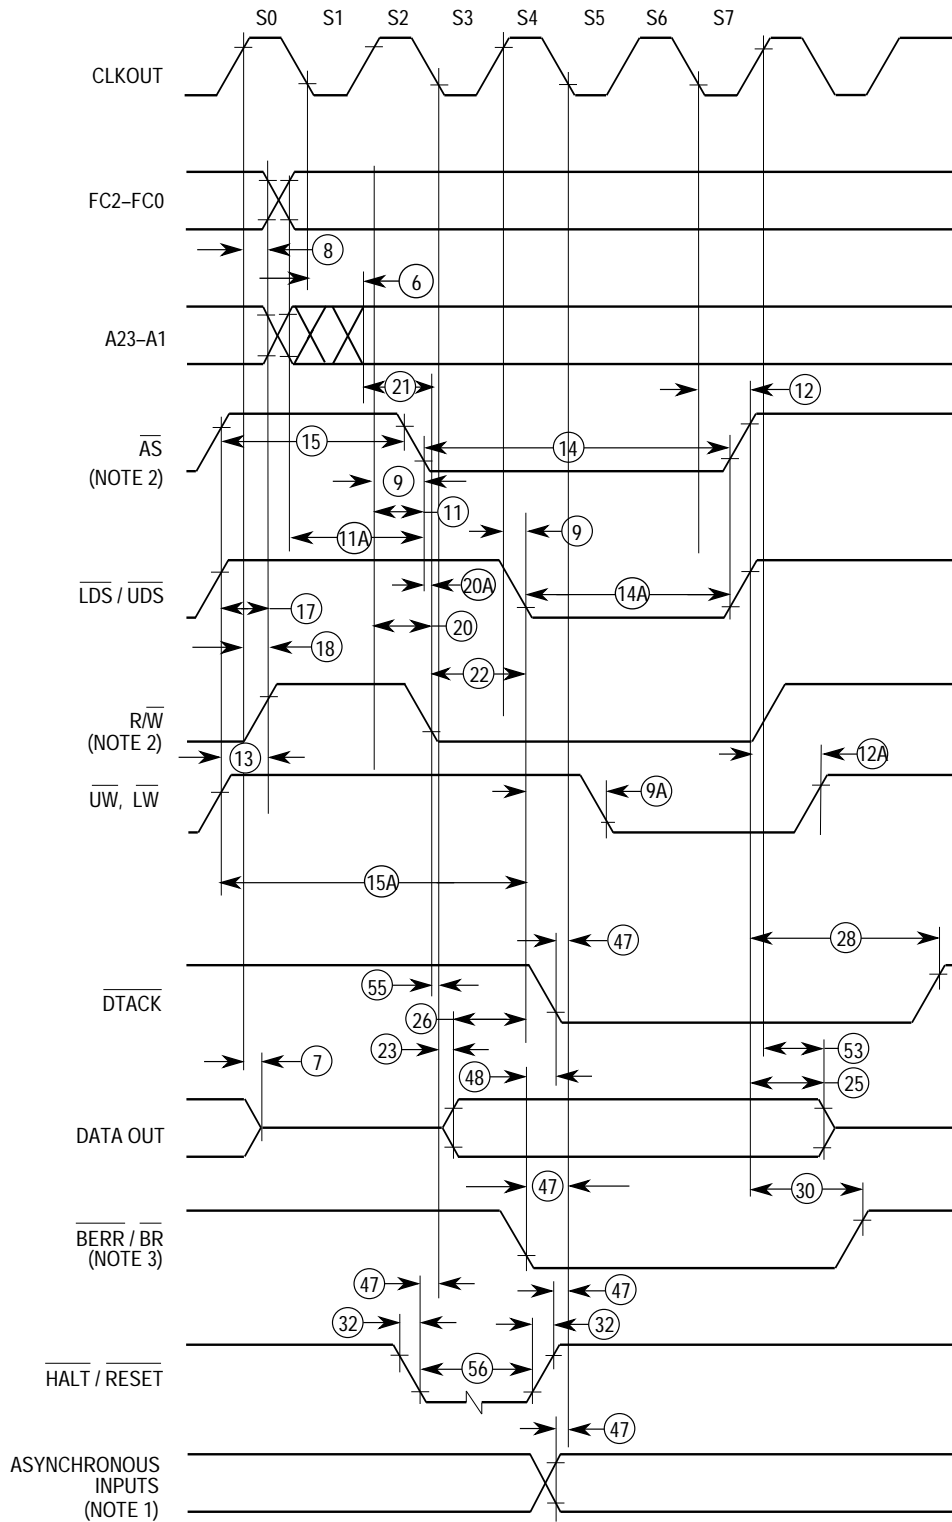 S0 S1 S2 S3 S4 S5 S6 S7
CLKOUT
FC2–FC0
8
6
A23–A1
21
12
AS
(NOTE 2)
15
14
9
11
9
11A
LDS / UDS
20A
14A
17
20
18
22
R/W
(NOTE 2)
13
12A
UW, LW
9A
15A
47
28
DTACK
55
26
23
53
7
48
25
DATA OUT
47
30
BERR / BR
(NOTE 3)
47
47
32
32
HALT / RESET
56
47
ASYNCHRONOUS
INPUTS
(NOTE 1)